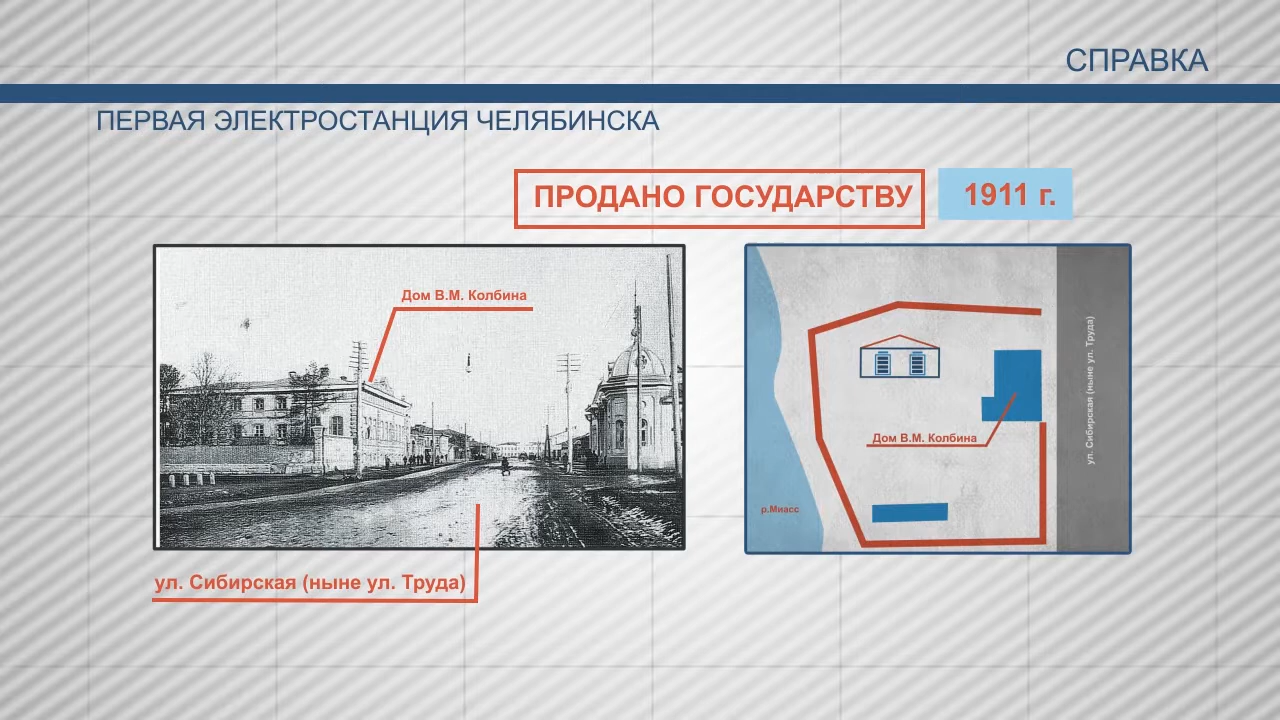 СПРАВКА
ПЕРВАЯ ЭЛЕКТРОСТАНЦИЯ ЧЕЛЯБИНСКА
ПРОДАНО ГОСУДАРСТВУ 1911 г.
Дом В.М. Колбина
ул. Сибирская (ныне ул. Труда)
ул. Сибирская (ныне ул. Труда)
Дом В.М. Колбина
р.Миасс